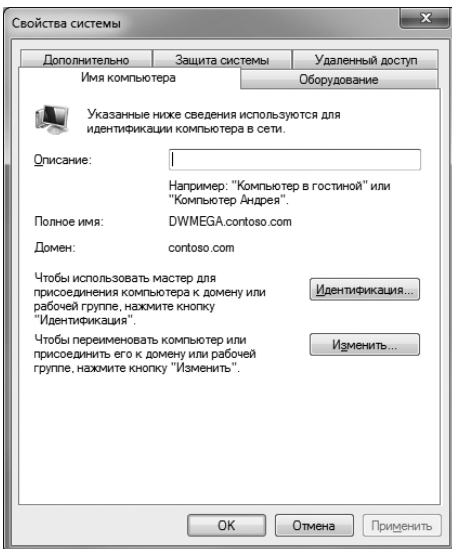 Свойства системы
Дополнительно Защита системы Удаленный доступ
Имя компьютера Оборудование
Указанные ниже сведения используются для
идентификации компьютера в сети.
Описание:
Например: "Компьютер в гостиной" или
"Компьютер Андрея".
Полное имя: DWMEGA.contoso.com
Домен: contoso.com
Чтобы использовать мастер для
присоединения компьютера к домену или
рабочей группе, нажмите кнопку
"Идентификация".
Идентификация...
Чтобы переименовать компьютер или
присоединить его к домену или рабочей
группе, нажмите кнопку "Изменить".
Изменить...
OK Отмена Применить